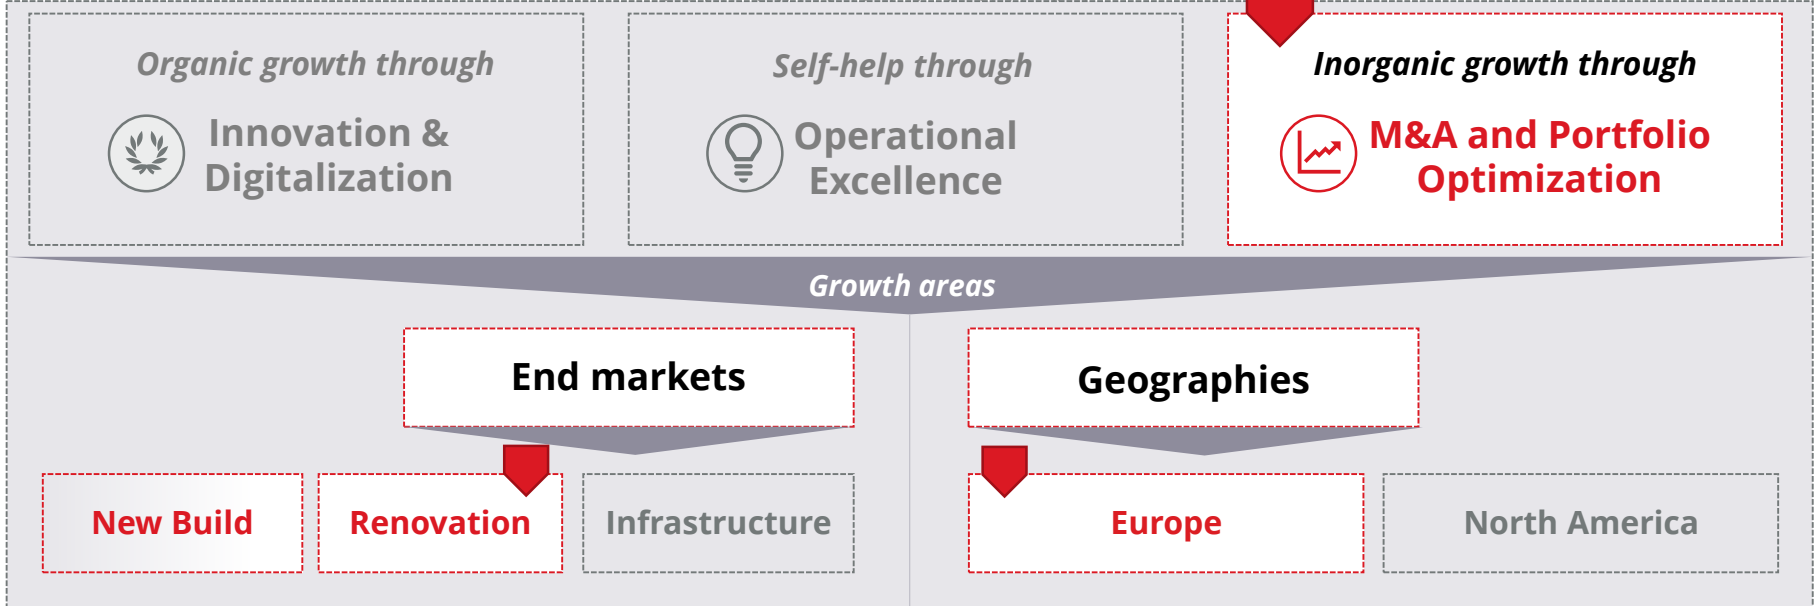 Organic growth through
Innovation &
Digitalization
Self-help through
Operational
Excellence
Inorganic growth through
M&A and Portfolio
Optimization
Growth areas
End markets
Geographies
New Build
Renovation
Infrastructure
Europe
North America